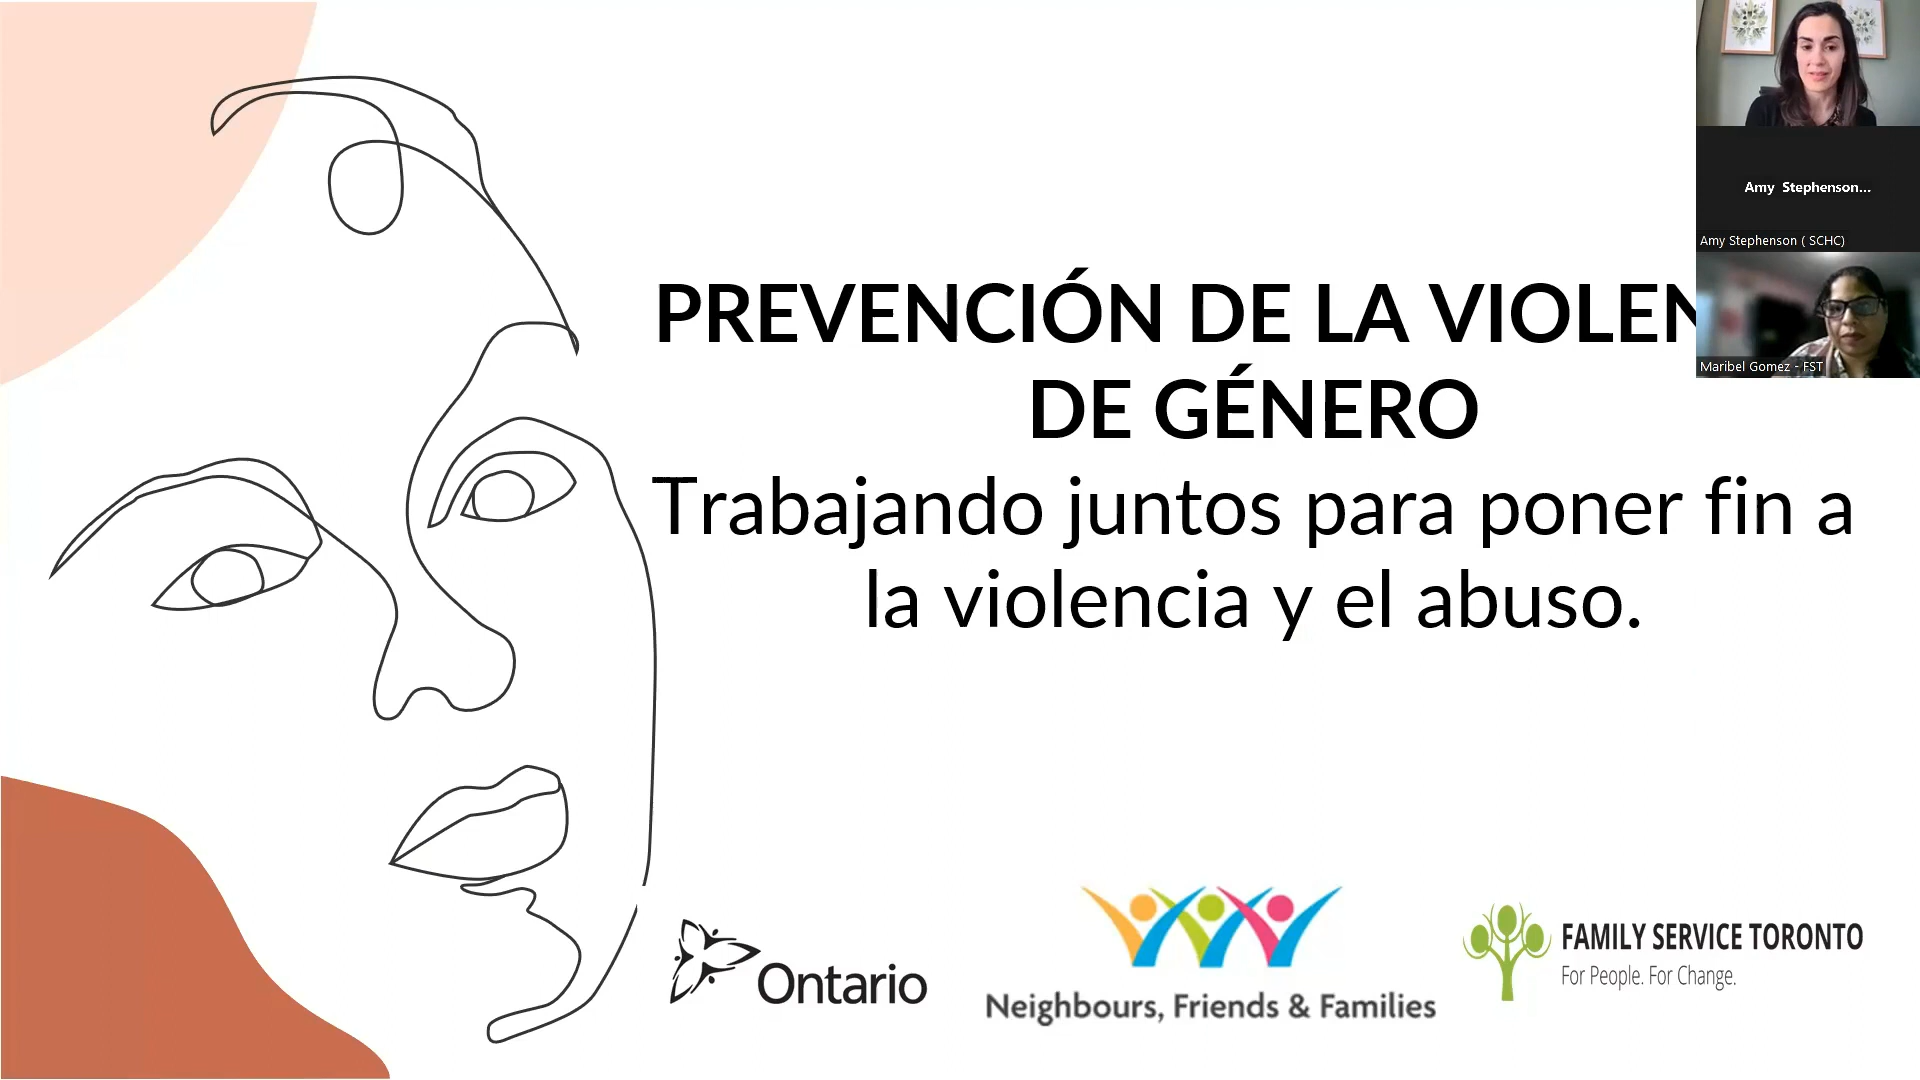 PREVENCIÓN DE LA VIOLEN
DE GÉNERO
Trabajando juntos para poner fin a
la violencia y el abuso.
Amy Stephenson...
Amy Stephenson ( SCHC)
Maribel Gomez - FST
Ontario
Neighbours, Friends & Families
FAMILY SERVICE TORONTO
For People. For Change.